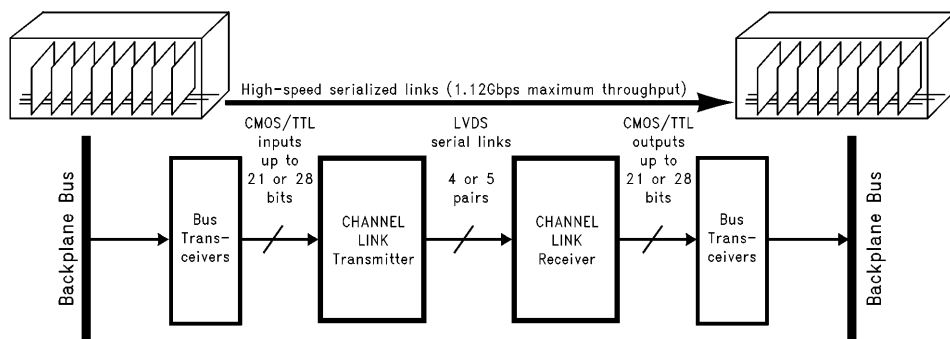 High-speed serialized links (1.12Gbps maximum throughput)
CMOS/TTL
inputs
up to
21 or 28
bits
LVDS
serial links
4 or 5
pairs
CMOS/TTL
outputs
up to
21 or 28
bits
Backplane Bus
Bus
Trans-
ceivers
CHANNEL
LINK
Transmitter
CHANNEL
LINK
Receiver
Bus
Trans-
ceivers
Backplane Bus